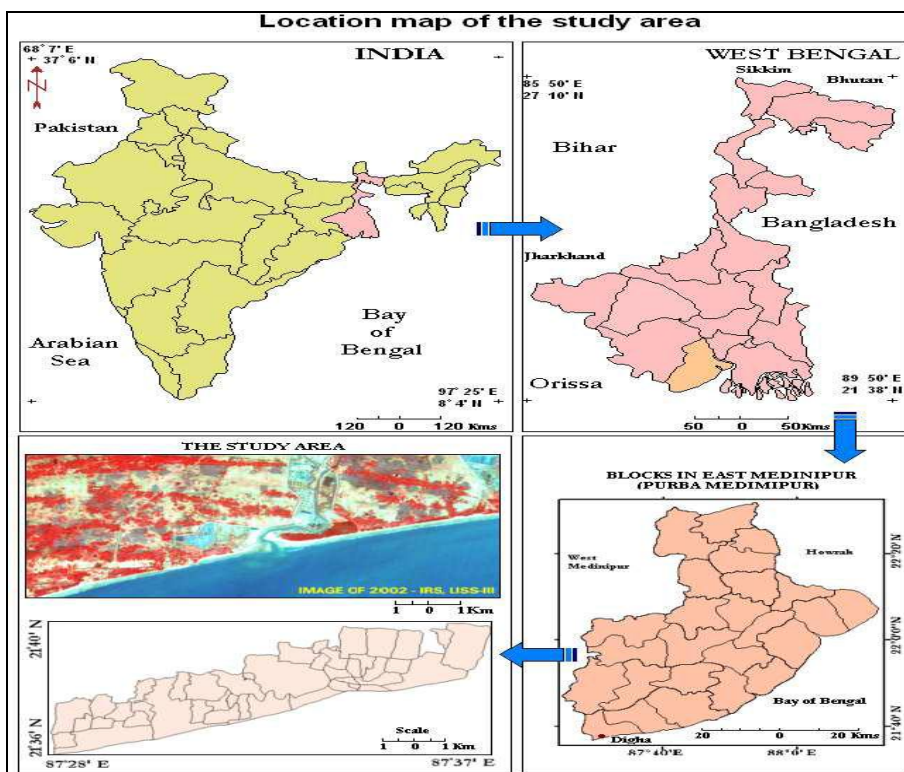 Location map of the study area
68° 7' E
37° 6' N
INDIA
Pakistan
Arabian
Sea
Bay
of
Bengal
97° 25' E
8° 4' N
120 0 120 Kms
WEST BENGAL
85 50' E
27 10' N
Sikkim
Bhutan
Bihar
Bangladesh
Jharkhand
Orissa
89 50' E
21 38' N
50 0 50Kms
THE STUDY AREA
IMAGE OF 2002 - IRS, LISS-III
1 0 1 Km
21°40' N
21°36' N
Scale
1 0 1 Km
87°28' E
87°37' E
BLOCKS IN EAST MEDINIPUR
(PURBA MEDIMIPUR)
West
Medinipur
Howrak
22°20'N
22°0'N
21°40'N
Bay of Bengal
Digha
20 0 20 Kms
87°40'E
88°0'E